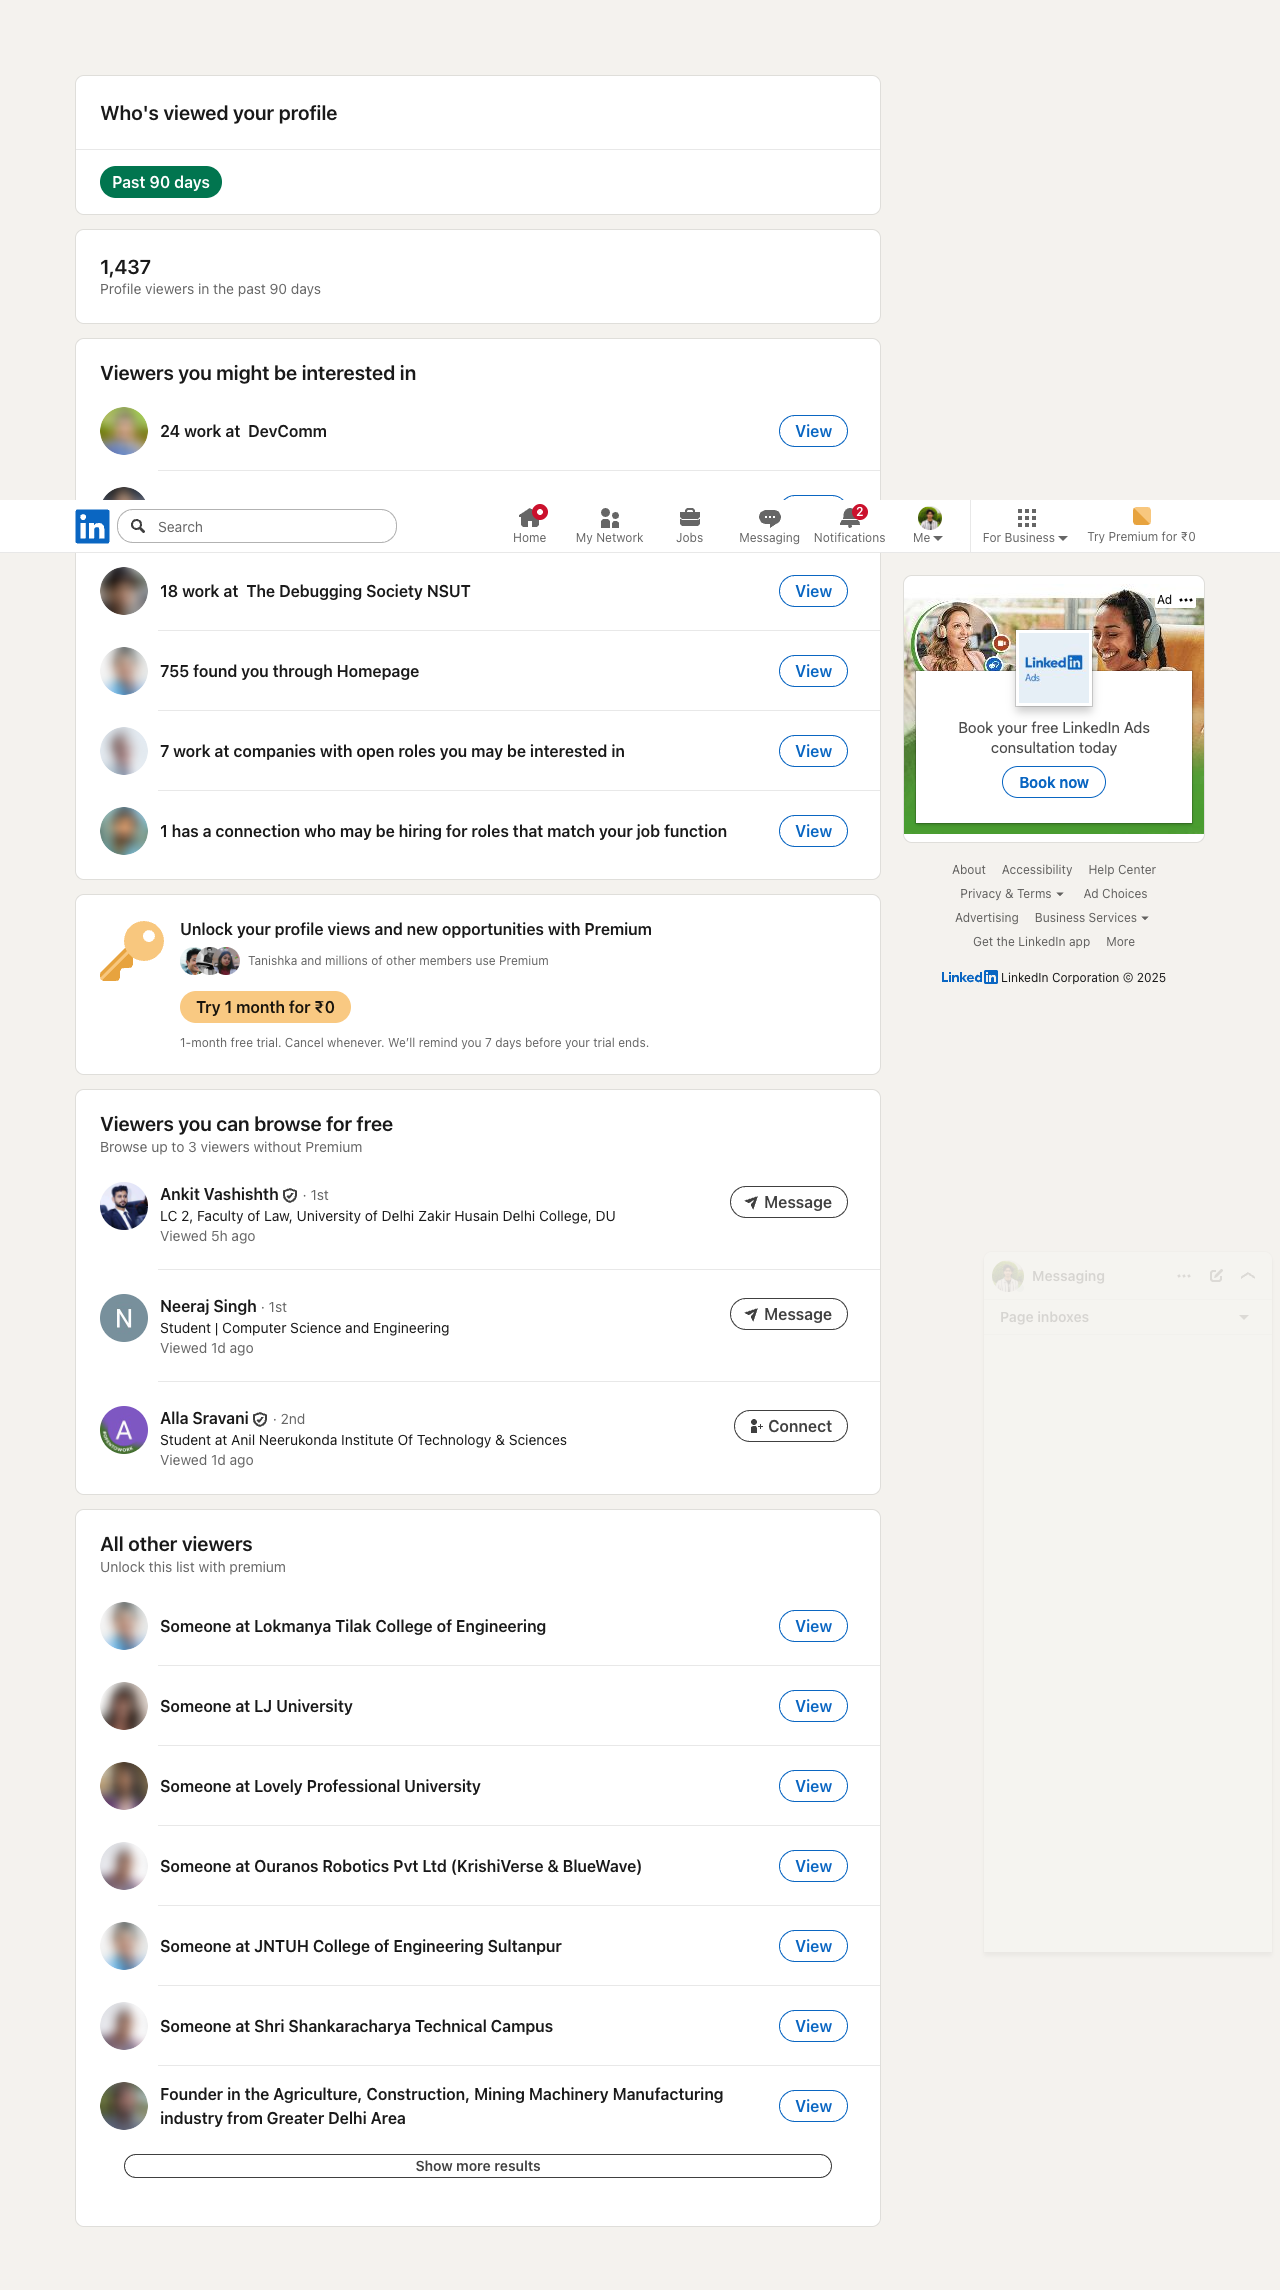 Who's viewed your profile
Past 90 days
1,437
Profile viewers in the past 90 days
Viewers you might be interested in
24 work at  DevComm
View
in
Search
Home
My Network
Jobs
Messaging
2
Notifications
Me
For Business
Try Premium for ₹0
18 work at  The Debugging Society NSUT
View
755 found you through Homepage
View
7 work at companies with open roles you may be interested in
View
1 has a connection who may be hiring for roles that match your job function
View
Ad
Linked in
Ads
Book your free LinkedIn Ads
consultation today
Book now
About Accessibility Help Center
Privacy & Terms Ad Choices
Advertising Business Services
Get the LinkedIn app More
Linked in LinkedIn Corporation © 2025
Unlock your profile views and new opportunities with Premium
Tanishka and millions of other members use Premium
Try 1 month for ₹0
1-month free trial. Cancel whenever. We'll remind you 7 days before your trial ends.
Viewers you can browse for free
Browse up to 3 viewers without Premium
Ankit Vashishth · 1st
LC 2, Faculty of Law, University of Delhi Zakir Husain Delhi College, DU
Viewed 5h ago
Message
N
Neeraj Singh · 1st
Student | Computer Science and Engineering
Viewed 1d ago
Message
A
#OPENTOWORK
Alla Sravani · 2nd
Student at Anil Neerukonda Institute Of Technology & Sciences
Viewed 1d ago
Connect
Messaging
Page inboxes
All other viewers
Unlock this list with premium
Someone at Lokmanya Tilak College of Engineering
View
Someone at LJ University
View
Someone at Lovely Professional University
View
Someone at Ouranos Robotics Pvt Ltd (KrishiVerse & BlueWave)
View
Someone at JNTUH College of Engineering Sultanpur
View
Someone at Shri Shankaracharya Technical Campus
View
Founder in the Agriculture, Construction, Mining Machinery Manufacturing
industry from Greater Delhi Area
View
Show more results